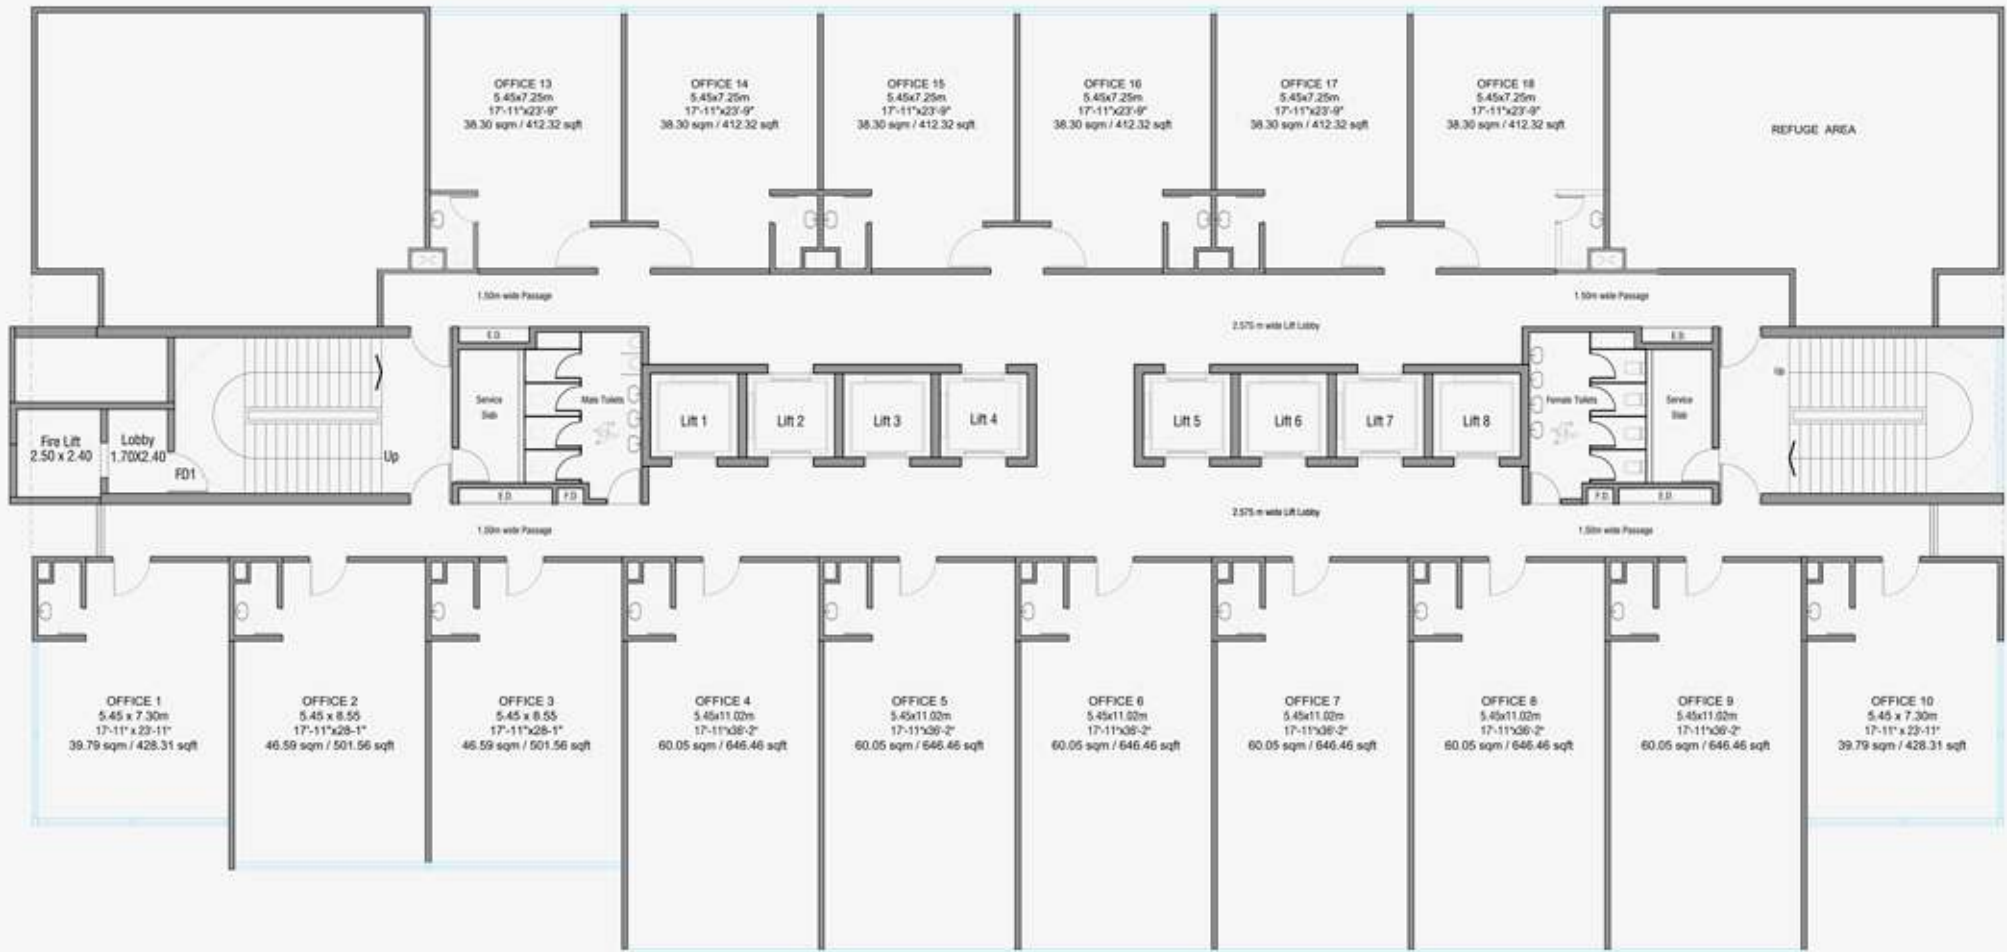 OFFICE 13
5.45x7.25m
17'-11"x23'-9"
38.30 sqm / 412.32 sqft
OFFICE 14
5.45x7.25m
17'-11"x23'-9"
38.30 sqm / 412.32 sqft
OFFICE 15
5.45x7.25m
17'-11"x23'-9"
38.30 sqm / 412.32 sqft
OFFICE 16
5.45x7.25m
17'-11"x23'-9"
38.30 sqm / 412.32 sqft
OFFICE 17
5.45x7.25m
17'-11"x23'-9"
38.30 sqm / 412.32 sqft
OFFICE 18
5.45x7.25m
17'-11"x23'-9"
38.30 sqm / 412.32 sqft
REFUGE AREA
1.50m wide Passage
1.50m wide Passage
2.575 m wide Lift Lobby
E.D.
E.D.
Service
Slab
Male Toilets
Lift 1
Lift 2
Lift 3
Lift 4
Lift 5
Lift 6
Lift 7
Lift 8
Female Toilets
Service
Slab
Up
Fire Lift
2.50 x 2.40
Lobby
1.70X2.40
FD1
Up
E.D.
F.D.
F.D.
E.D.
2.575 m wide Lift Lobby
1.50m wide Passage
1.50m wide Passage
OFFICE 1
5.45 x 7.30m
17'-11" x 23'-11"
39.79 sqm / 428.31 sqft
OFFICE 2
5.45 x 8.55
17'-11"x28-1"
46.59 sqm / 501.56 sqft
OFFICE 3
5.45 x 8.55
17'-11"x28-1"
46.59 sqm / 501.56 sqft
OFFICE 4
5.45x11.02m
17'-11"x36'-2"
60.05 sqm / 646.46 sqft
OFFICE 5
5.45x11.02m
17'-11"x36'-2"
60.05 sqm / 646.46 sqft
OFFICE 6
5.45x11.02m
17'-11"x36'-2"
60.05 sqm / 646.46 sqft
OFFICE 7
5.45x11.02m
17'-11"x36'-2"
60.05 sqm / 646.46 sqft
OFFICE 8
5.45x11.02m
17'-11"x36'-2"
60.05 sqm / 646.46 sqft
OFFICE 9
5.45x11.02m
17'-11"x36'-2"
60.05 sqm / 646.46 sqft
OFFICE 10
5.45 x 7.30m
17'-11" x 23'-11"
39.79 sqm / 428.31 sqft